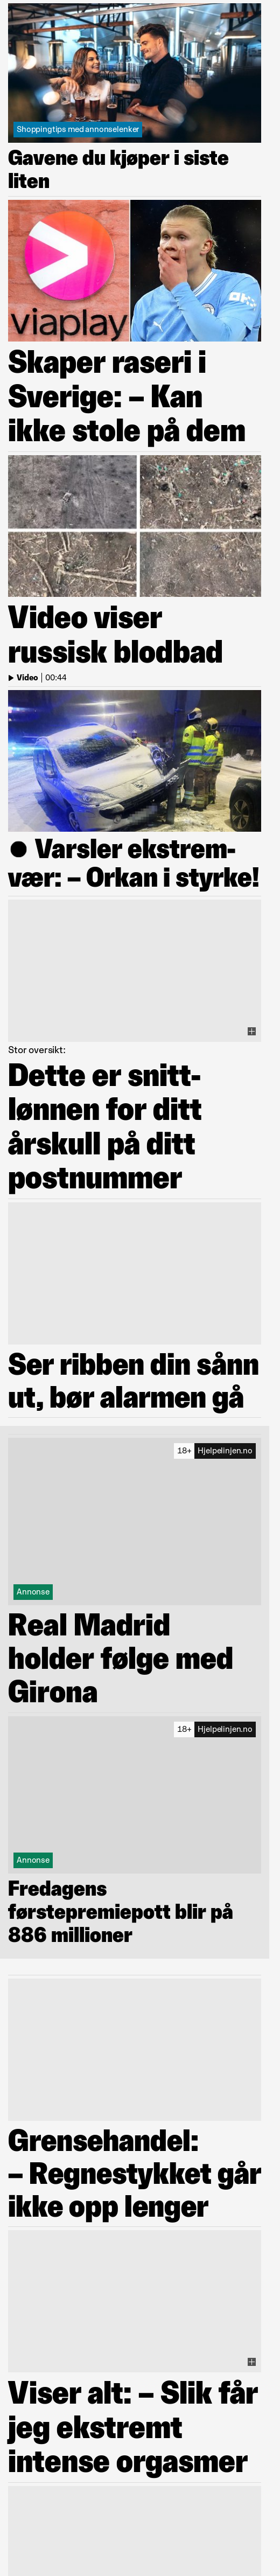 Shoppingtips med annonselenker
Gavene du kjøper i siste
liten
viaplay
Skaper raseri i
Sverige: – Kan
ikke stole på dem
Video viser
russisk blodbad
Video | 00:44
● Varsler ekstrem-
vær: – Orkan i styrke!
Stor oversikt:
Dette er snitt-
lønnen for ditt
årskull på ditt
postnummer
Ser ribben din sånn
ut, bør alarmen gå
18+ Hjelpelinjen.no
Annonse
Real Madrid
holder følge med
Girona
18+ Hjelpelinjen.no
Annonse
Fredagens
førstepremiepott blir på
886 millioner
Grensehandel:
– Regnestykket går
ikke opp lenger
Viser alt: – Slik får
jeg ekstremt
intense orgasmer